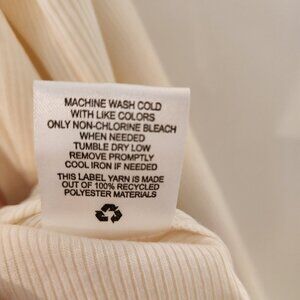 MACHINE WASH COLD
WITH LIKE COLORS
ONLY NON-CHLORINE BLEACH
WHEN NEEDED
TUMBLE DRY LOW
REMOVE PROMPTLY
COOL IRON IF NEEDED
THIS LABEL YARN IS MADE
OUT OF 100% RECYCLED
POLYESTER MATERIALS